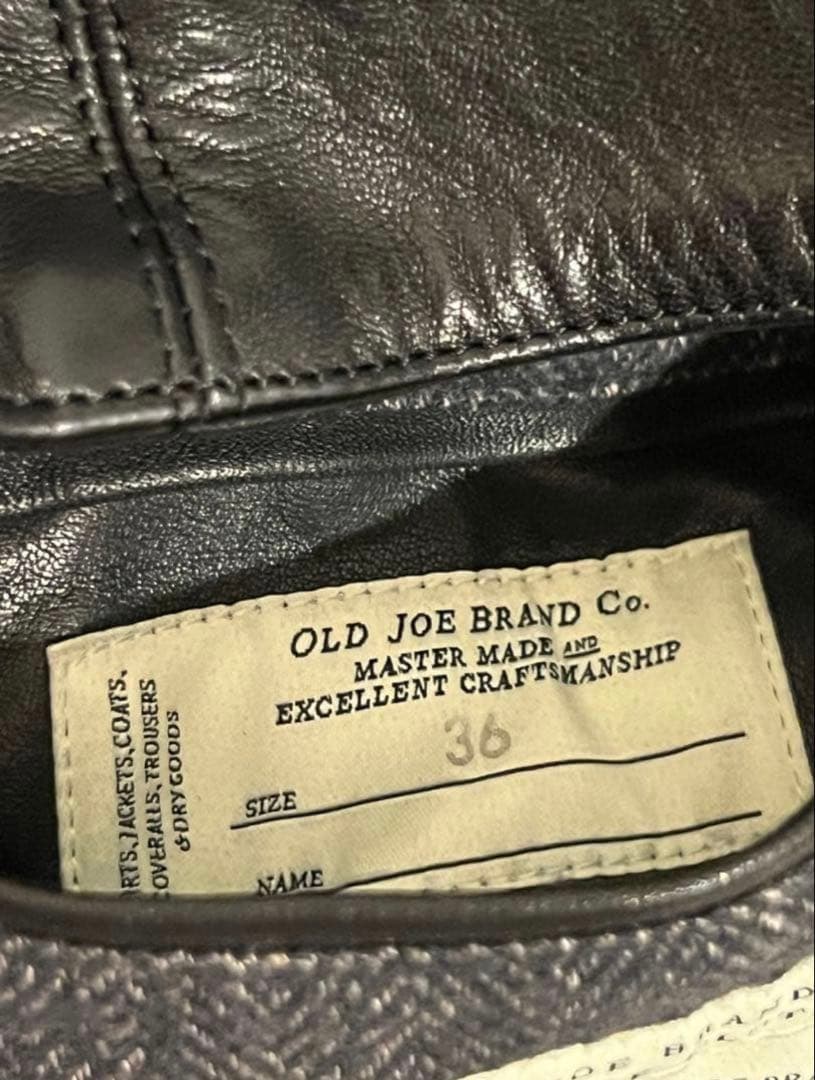 OLD JOE BRAND Co.
MASTER MADE AND
EXCELLENT CRAFTSMANSHIP
36
SIZE
NAME
RTS, JACKETS, COATS,
OVERALLS, TROUSERS
& DRY GOODS